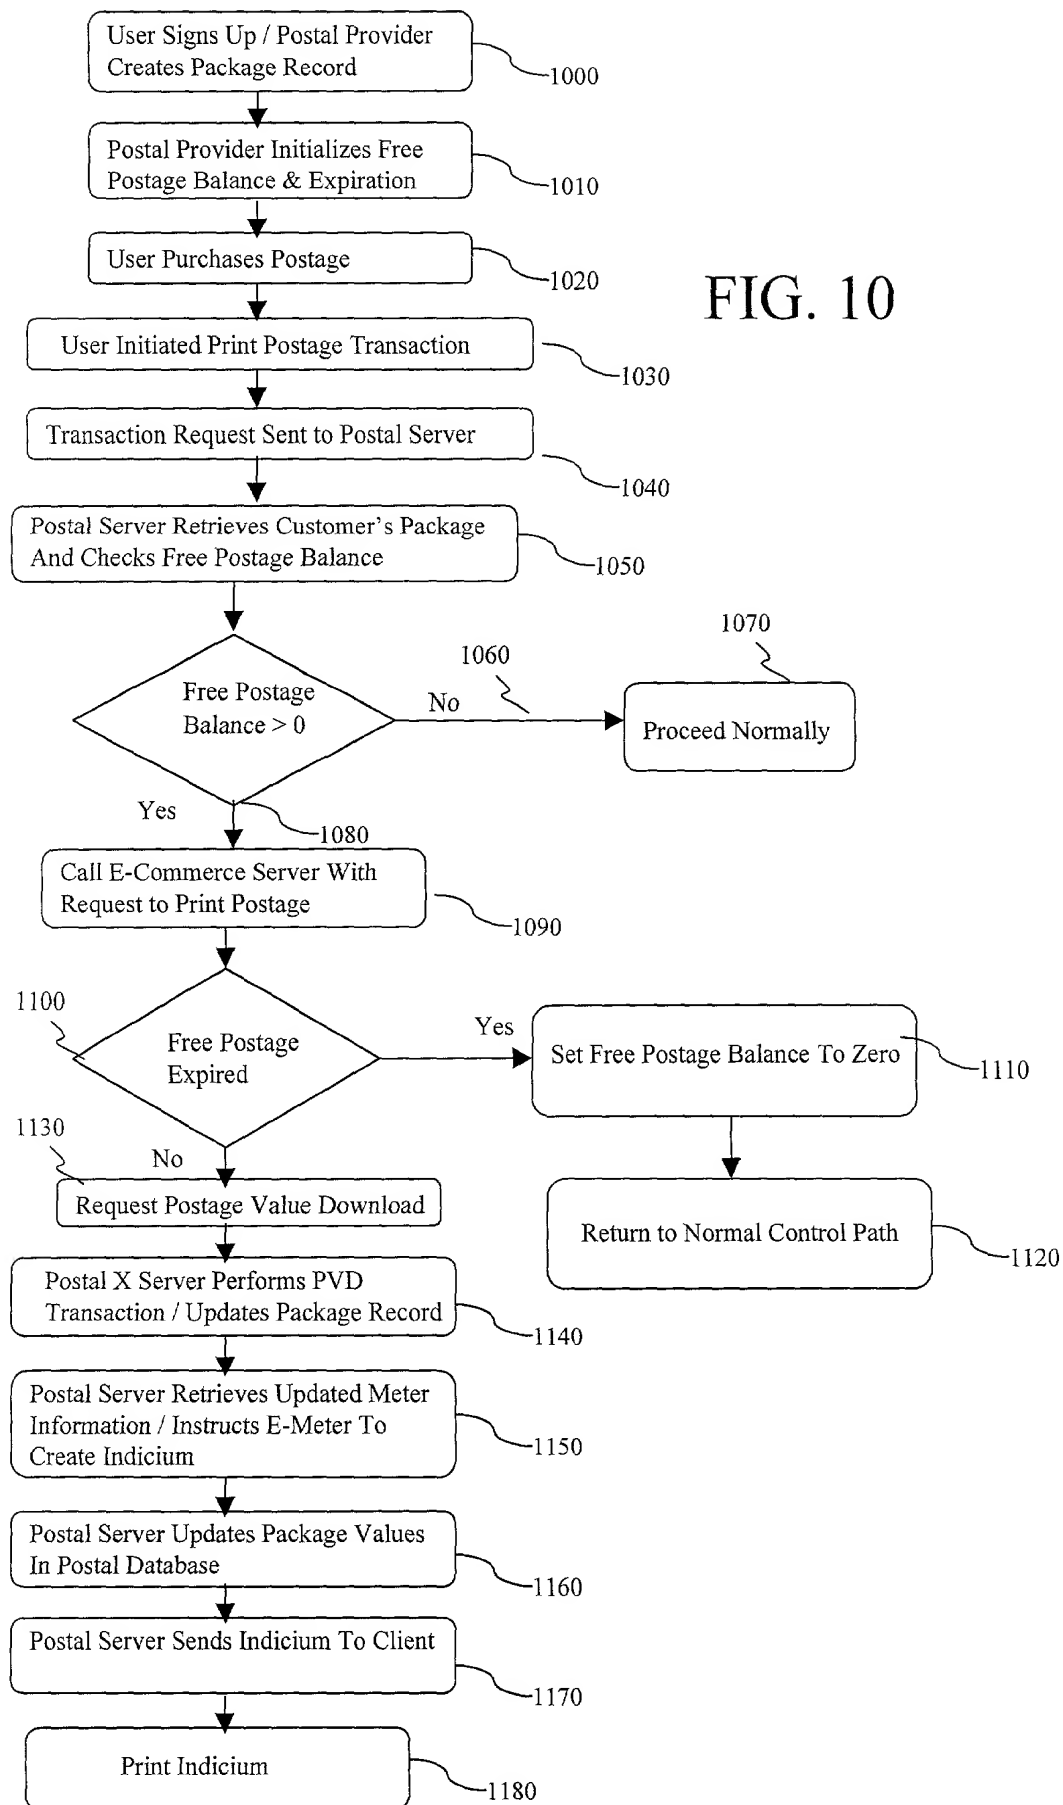 User Signs Up / Postal Provider
Creates Package Record
1000
Postal Provider Initializes Free
Postage Balance & Expiration
1010
User Purchases Postage
1020
FIG. 10
User Initiated Print Postage Transaction
1030
Transaction Request Sent to Postal Server
1040
Postal Server Retrieves Customer's Package
And Checks Free Postage Balance
1050
Free Postage
Balance > 0
No
1060
1070
Proceed Normally
Yes
1080
Call E-Commerce Server With
Request to Print Postage
1090
1100
Free Postage
Expired
Yes
Set Free Postage Balance To Zero
1110
Return to Normal Control Path
1120
No
1130
Request Postage Value Download
Postal X Server Performs PVD
Transaction / Updates Package Record
1140
Postal Server Retrieves Updated Meter
Information / Instructs E-Meter To
Create Indicium
1150
Postal Server Updates Package Values
In Postal Database
1160
Postal Server Sends Indicium To Client
1170
Print Indicium
1180